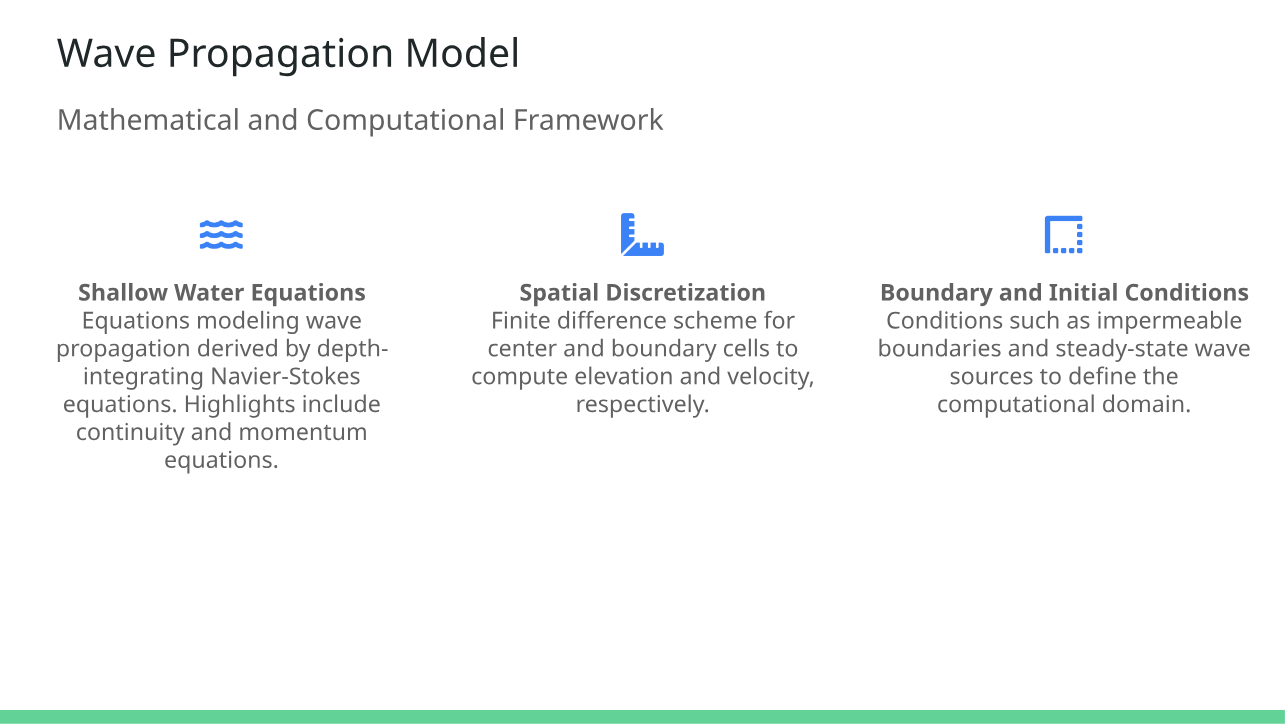 Wave Propagation Model
Mathematical and Computational Framework
Shallow Water Equations
Equations modeling wave
propagation derived by depth-
integrating Navier-Stokes
equations. Highlights include
continuity and momentum
equations.
Spatial Discretization
Finite difference scheme for
center and boundary cells to
compute elevation and velocity,
respectively.
Boundary and Initial Conditions
Conditions such as impermeable
boundaries and steady-state wave
sources to define the
computational domain.